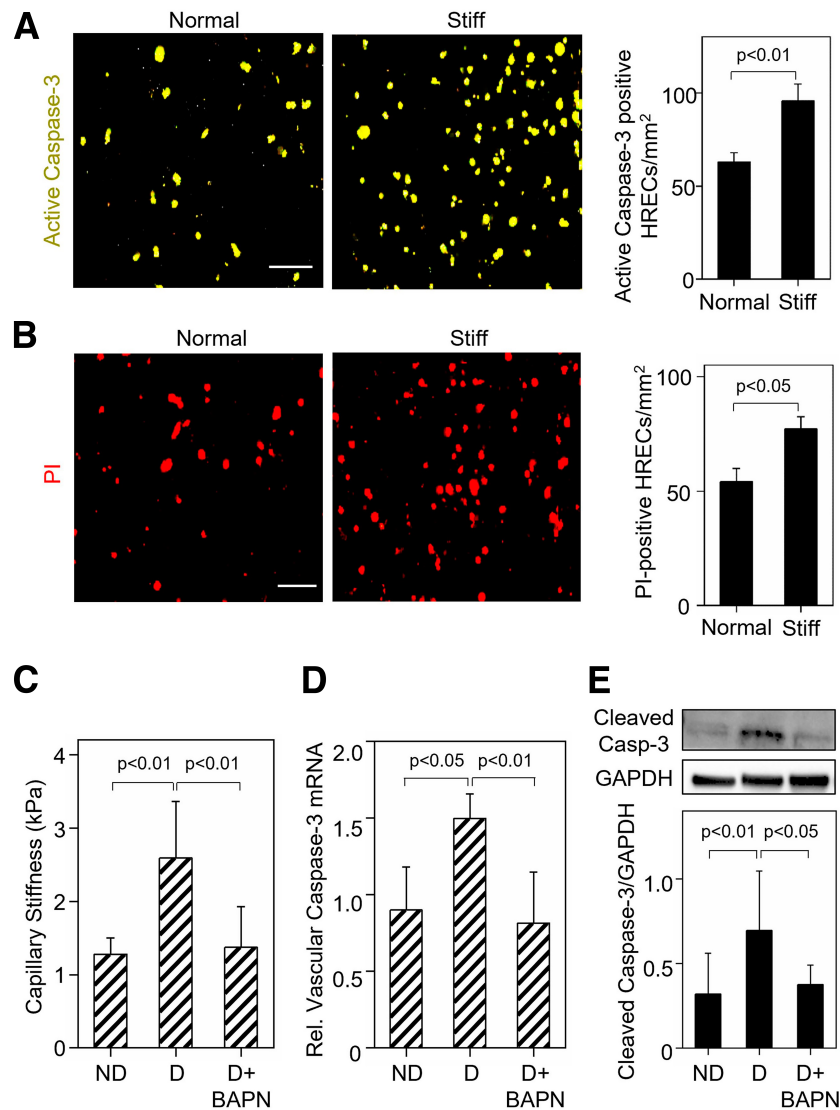 A
Normal
Stiff
Active Caspase-3
Active Caspase-3 positive
HRECs/mm²
p<0.01
100
50
0
Normal Stiff
B
Normal
Stiff
PI
PI-positive HRECs/mm²
p<0.05
100
50
0
Normal Stiff
C
Capillary Stiffness (kPa)
p<0.01 p<0.01
4
3
2
1
0
ND D D+
BAPN
D
Rel. Vascular Caspase-3 mRNA
p<0.05 p<0.01
2.0
1.5
1.0
0.5
0
ND D D+
BAPN
E
Cleaved
Casp-3
GAPDH
Cleaved Caspase-3/GAPDH
p<0.01 p<0.05
1.0
0.5
0
ND D D+
BAPN